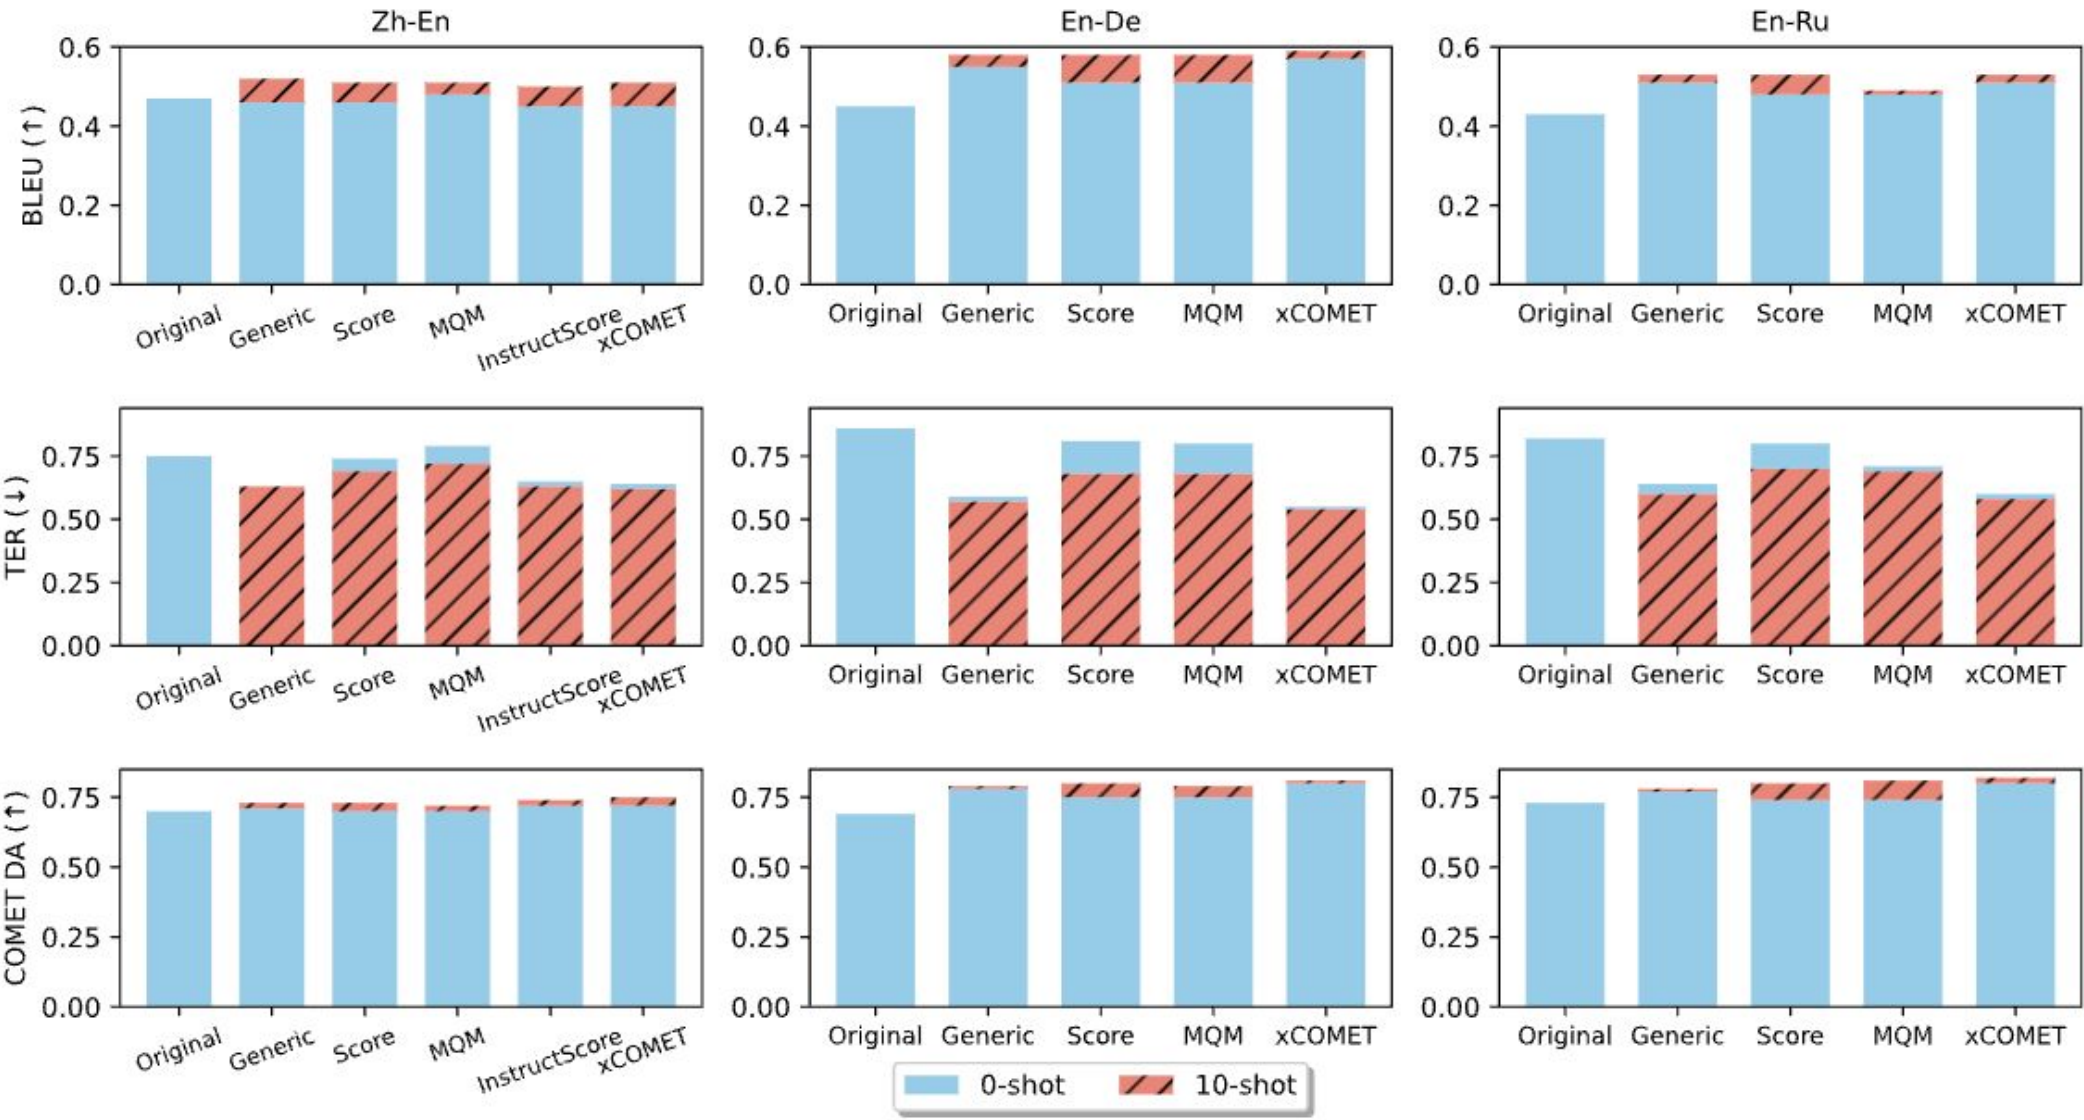 Zh-En
En-De
En-Ru
BLEU (↑)
0.6
0.4
0.2
0.0
Original Generic Score MQM InstructScore xCOMET
0.6
0.4
0.2
0.0
Original Generic Score MQM xCOMET
0.6
0.4
0.2
0.0
Original Generic Score MQM xCOMET
TER (↓)
0.75
0.50
0.25
0.00
Original Generic Score MQM InstructScore xCOMET
0.75
0.50
0.25
0.00
Original Generic Score MQM xCOMET
0.75
0.50
0.25
0.00
Original Generic Score MQM xCOMET
COMET DA (↑)
0.75
0.50
0.25
0.00
Original Generic Score MQM InstructScore xCOMET
0.75
0.50
0.25
0.00
Original Generic Score MQM xCOMET
0.75
0.50
0.25
0.00
Original Generic Score MQM xCOMET
0-shot 10-shot